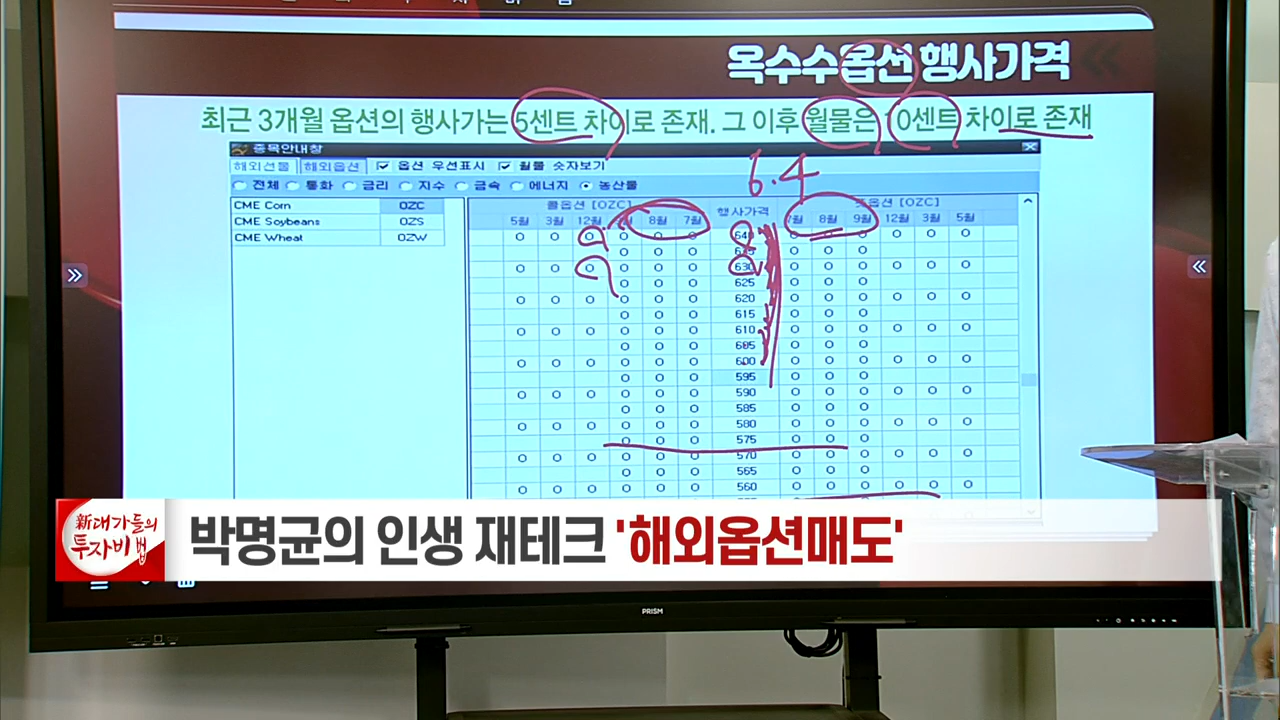 옥수수옵션 행사가격
최근 3개월 옵션의 행사가는 5센트 차이로 존재. 그 이후 월물은 10센트 차이로 존재
종목안내창
해외선물 해외옵션 옵션 우선표시 월물 숫자보기
전체 통화 금리 지수 금속 에너지 농산물
6.4
CME Corn OZC
CME Soybeans OZS
CME Wheat OZW
콜옵션 [OZC] 행사가격 풋옵션 [OZC]
5월 3월 12월 8월 7월 7월 8월 9월 12월 3월 5월
640
630
625
620
615
610
605
600
595
590
585
580
575
570
565
560
新대가들의
투자비법
박명균의 인생 재테크 '해외옵션매도'
PRISM